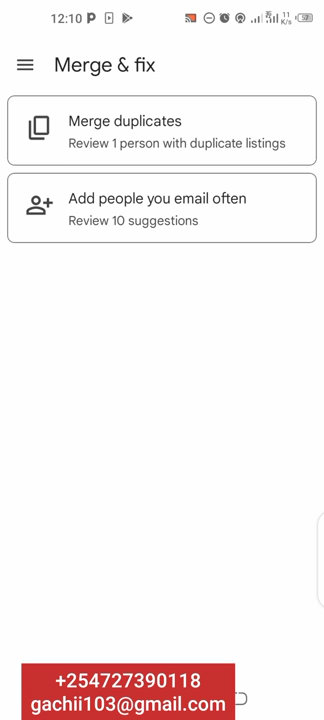 12:10
11
K/s
Merge & fix
Merge duplicates
Review 1 person with duplicate listings
Add people you email often
Review 10 suggestions
+254727390118
gachii103@gmail.com